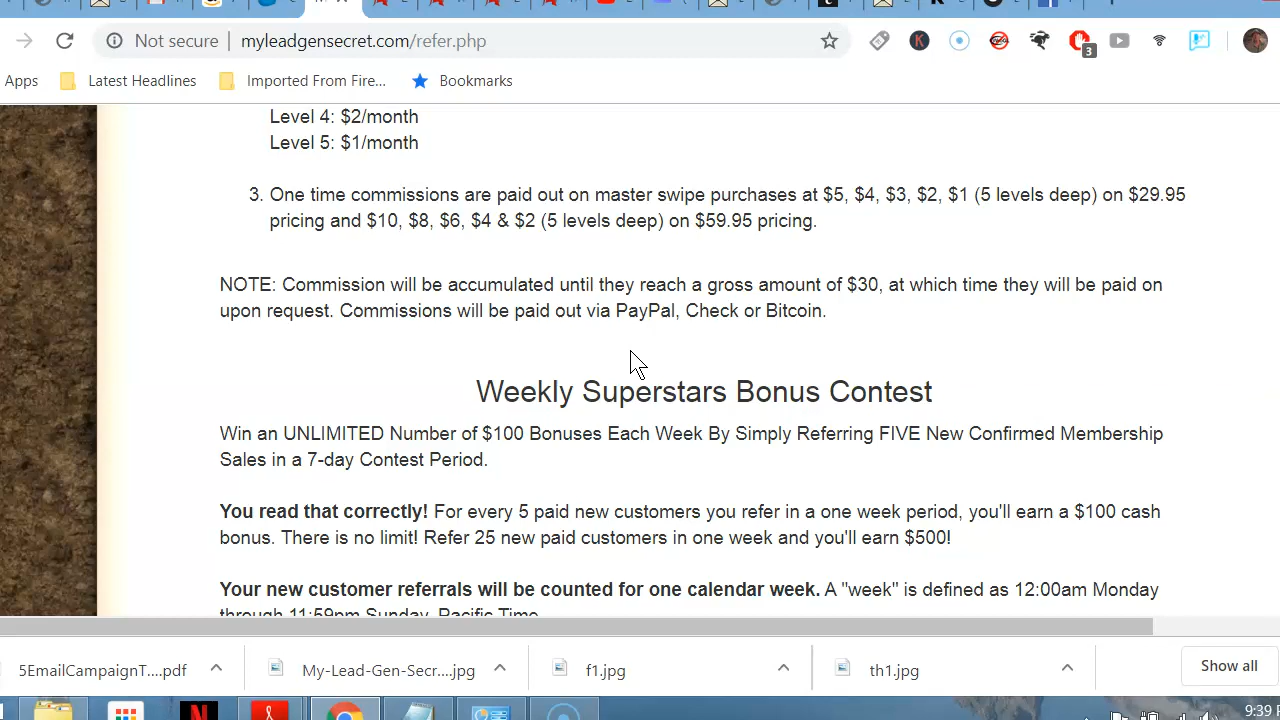 Not secure myleadgensecret.com/refer.php
3
Apps Latest Headlines Imported From Fire... Bookmarks
Level 4: $2/month
Level 5: $1/month
3. One time commissions are paid out on master swipe purchases at $5, $4, $3, $2, $1 (5 levels deep) on $29.95
pricing and $10, $8, $6, $4 & $2 (5 levels deep) on $59.95 pricing.
NOTE: Commission will be accumulated until they reach a gross amount of $30, at which time they will be paid on
upon request. Commissions will be paid out via PayPal, Check or Bitcoin.
Weekly Superstars Bonus Contest
Win an UNLIMITED Number of $100 Bonuses Each Week By Simply Referring FIVE New Confirmed Membership
Sales in a 7-day Contest Period.
You read that correctly! For every 5 paid new customers you refer in a one week period, you'll earn a $100 cash
bonus. There is no limit! Refer 25 new paid customers in one week and you'll earn $500!
Your new customer referrals will be counted for one calendar week. A "week" is defined as 12:00am Monday
through 11:59pm Sunday, Pacific Time
5EmailCampaignT....pdf My-Lead-Gen-Secr....jpg f1.jpg th1.jpg Show all
9:39